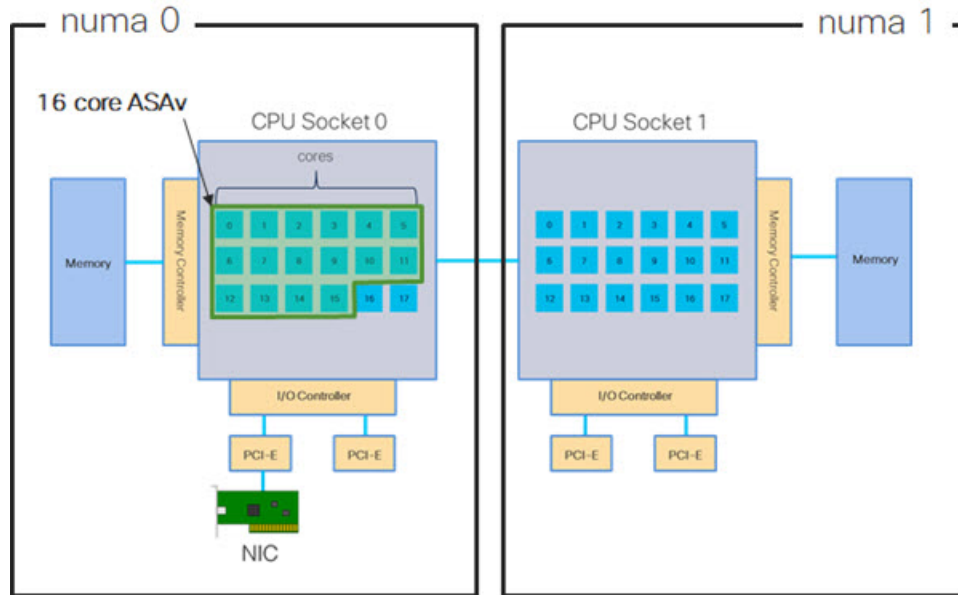 numa 0
numa 1
16 core ASAv
CPU Socket 0
CPU Socket 1
cores
Memory
Memory Controller
0 1 2 3 4 5
6 7 8 9 10 11
12 13 14 15 16 17
0 1 2 3 4 5
6 7 8 9 10 11
12 13 14 15 16 17
Memory Controller
Memory
I/O Controller
I/O Controller
PCI-E
PCI-E
PCI-E
PCI-E
NIC